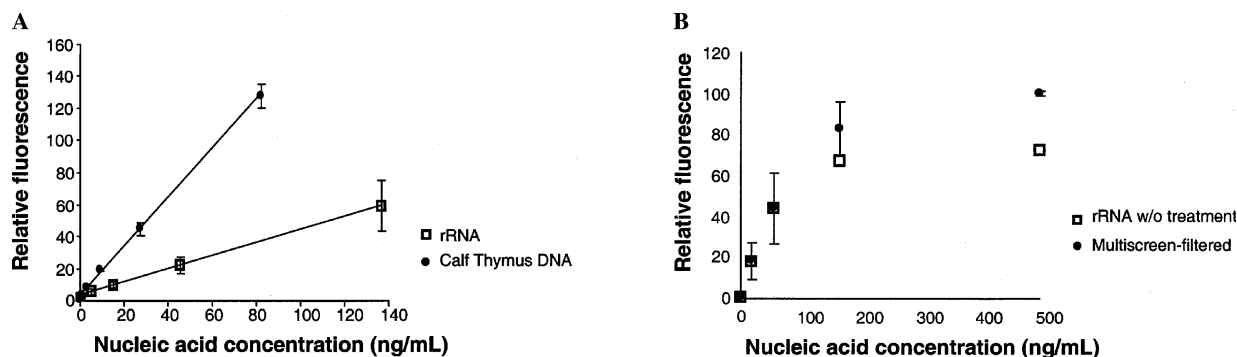 A
160
140
120
100
80
60
40
20
0
Relative fluorescence
0 20 40 60 80 100 120 140
Nucleic acid concentration (ng/mL)
rRNA
Calf Thymus DNA
B
120
100
80
60
40
20
0
Relative fluorescence
0 100 200 300 400 500
Nucleic acid concentration (ng/mL)
rRNA w/o treatment
Multiscreen-filtered